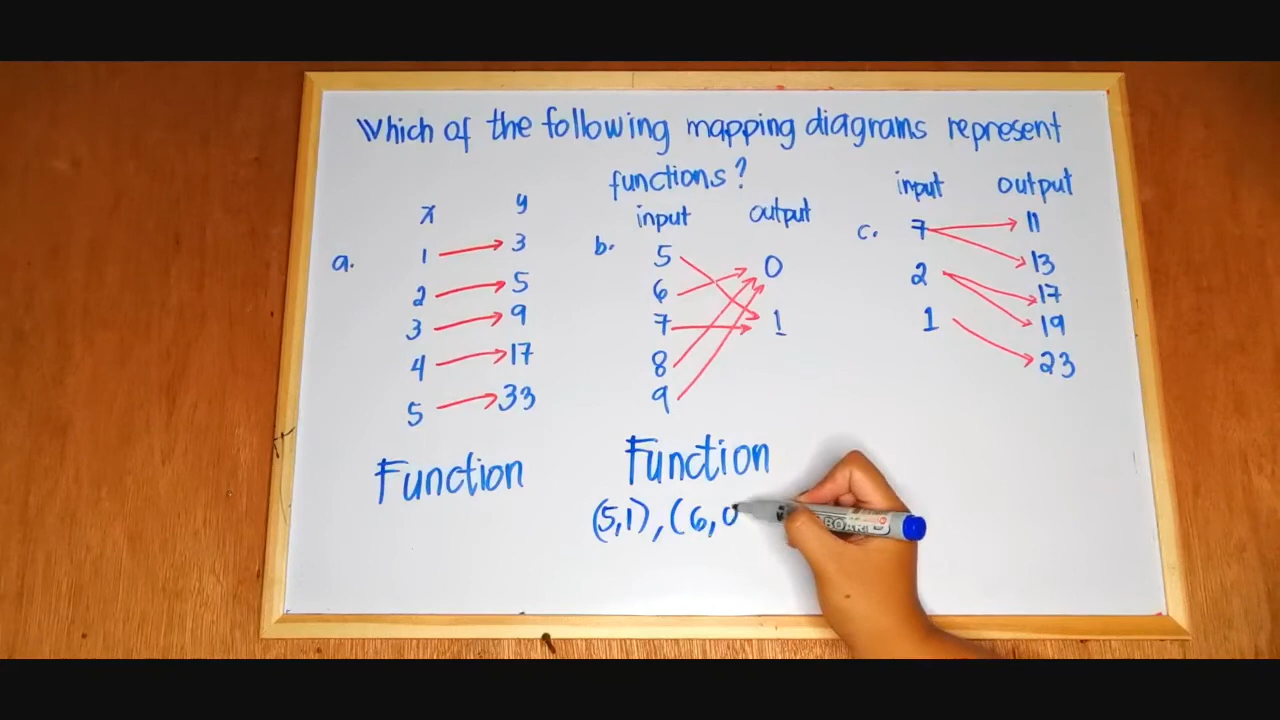 Which of the following mapping diagrams represent
functions?
a.
x y
1 3
2 5
3 9
4 17
5 33
Function
b.
input output
5 0
6 1
7
8
9
Function
(5,1), (6,0
c.
input output
7 11
2 13
1 17
19
23
BOAR